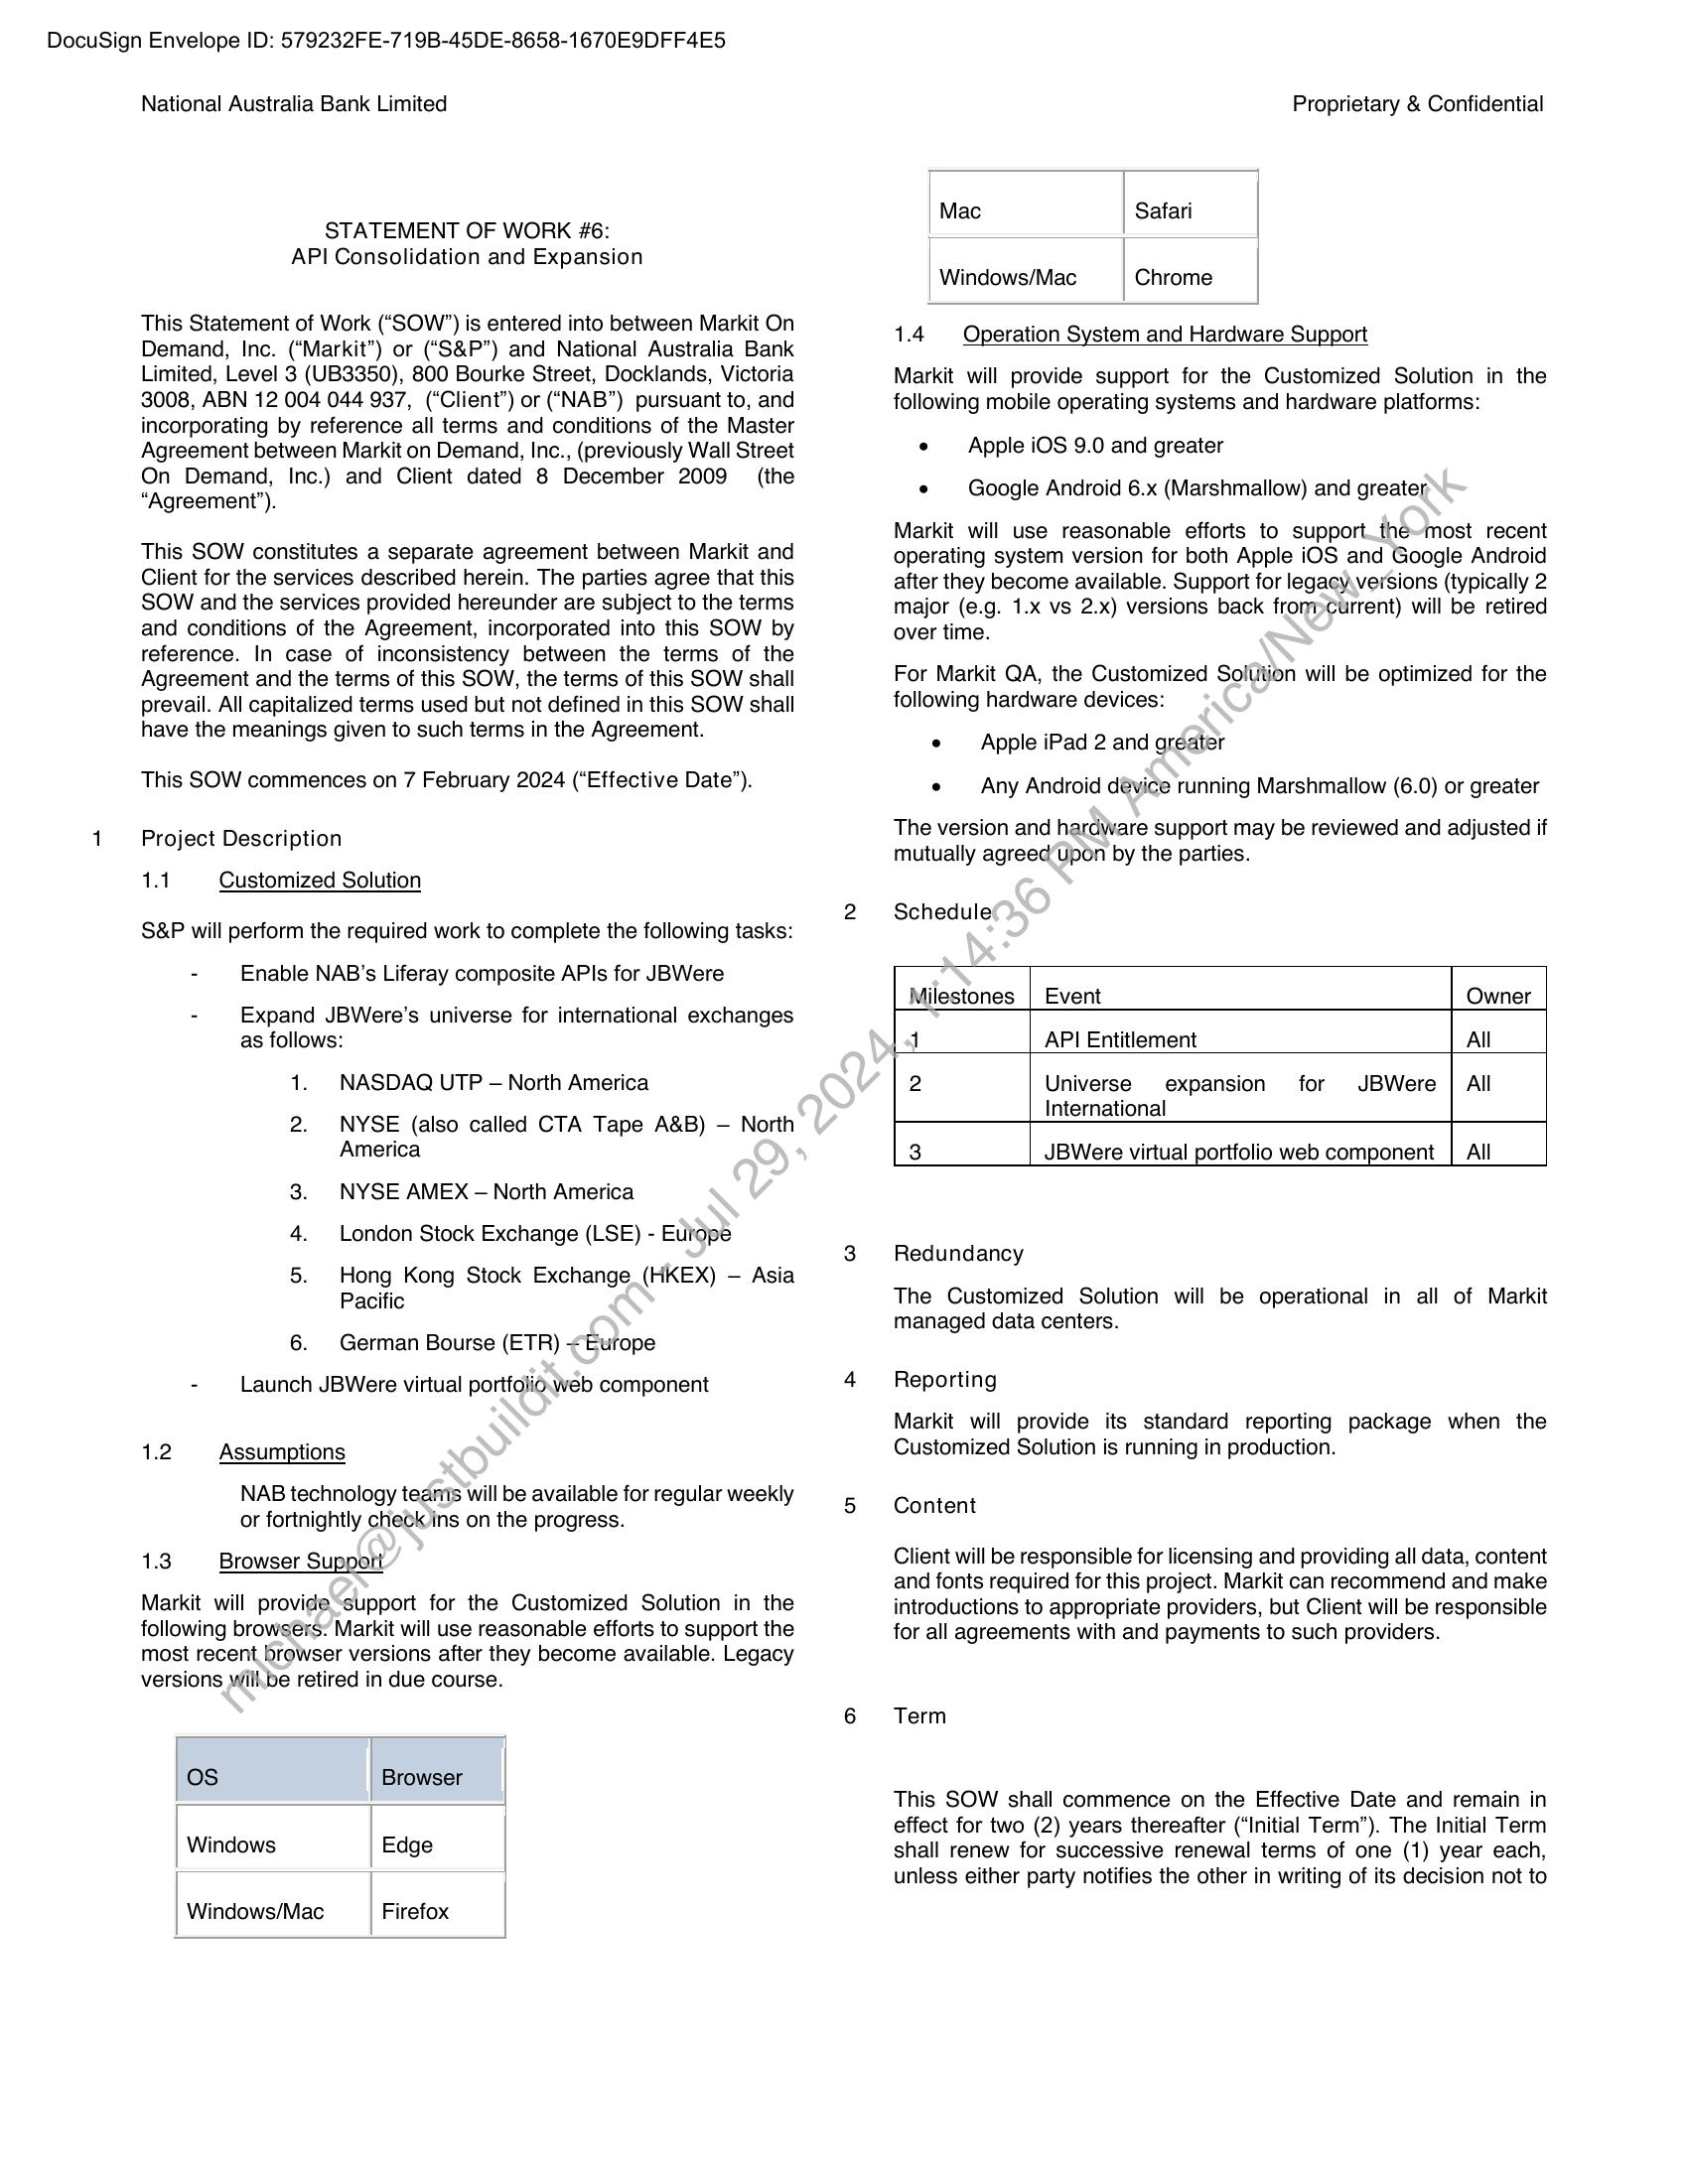 DocuSign Envelope ID: 579232FE-719B-45DE-8658-1670E9DFF4E5
National Australia Bank Limited
Proprietary & Confidential
STATEMENT OF WORK #6:
API Consolidation and Expansion
This Statement of Work (“SOW”) is entered into between Markit On
Demand, Inc. (“Markit”) or (“S&P”) and National Australia Bank
Limited, Level 3 (UB3350), 800 Bourke Street, Docklands, Victoria
3008, ABN 12 004 044 937, (“Client”) or (“NAB”) pursuant to, and
incorporating by reference all terms and conditions of the Master
Agreement between Markit on Demand, Inc., (previously Wall Street
On Demand, Inc.) and Client dated 8 December 2009 (the
“Agreement”).
This SOW constitutes a separate agreement between Markit and
Client for the services described herein. The parties agree that this
SOW and the services provided hereunder are subject to the terms
and conditions of the Agreement, incorporated into this SOW by
reference. In case of inconsistency between the terms of the
Agreement and the terms of this SOW, the terms of this SOW shall
prevail. All capitalized terms used but not defined in this SOW shall
have the meanings given to such terms in the Agreement.
This SOW commences on 7 February 2024 (“Effective Date”).
1 Project Description
1.1 Customized Solution
S&P will perform the required work to complete the following tasks:
- Enable NAB’s Liferay composite APIs for JBWere
- Expand JBWere’s universe for international exchanges
as follows:
1. NASDAQ UTP – North America
2. NYSE (also called CTA Tape A&B) – North
America
3. NYSE AMEX – North America
4. London Stock Exchange (LSE) - Europe
5. Hong Kong Stock Exchange (HKEX) – Asia
Pacific
6. German Bourse (ETR) – Europe
- Launch JBWere virtual portfolio web component
1.2 Assumptions
NAB technology teams will be available for regular weekly
or fortnightly check ins on the progress.
1.3 Browser Support
Markit will provide support for the Customized Solution in the
following browsers. Markit will use reasonable efforts to support the
most recent browser versions after they become available. Legacy
versions will be retired in due course.
OS Browser
Windows Edge
Windows/Mac Firefox
Mac Safari
Windows/Mac Chrome
1.4 Operation System and Hardware Support
Markit will provide support for the Customized Solution in the
following mobile operating systems and hardware platforms:
• Apple iOS 9.0 and greater
• Google Android 6.x (Marshmallow) and greater
Markit will use reasonable efforts to support the most recent
operating system version for both Apple iOS and Google Android
after they become available. Support for legacy versions (typically 2
major (e.g. 1.x vs 2.x) versions back from current) will be retired
over time.
For Markit QA, the Customized Solution will be optimized for the
following hardware devices:
• Apple iPad 2 and greater
• Any Android device running Marshmallow (6.0) or greater
The version and hardware support may be reviewed and adjusted if
mutually agreed upon by the parties.
2 Schedule
Milestones Event Owner
1 API Entitlement All
2 Universe expansion for JBWere All
International
3 JBWere virtual portfolio web component All
3 Redundancy
The Customized Solution will be operational in all of Markit
managed data centers.
4 Reporting
Markit will provide its standard reporting package when the
Customized Solution is running in production.
5 Content
Client will be responsible for licensing and providing all data, content
and fonts required for this project. Markit can recommend and make
introductions to appropriate providers, but Client will be responsible
for all agreements with and payments to such providers.
6 Term
This SOW shall commence on the Effective Date and remain in
effect for two (2) years thereafter (“Initial Term”). The Initial Term
shall renew for successive renewal terms of one (1) year each,
unless either party notifies the other in writing of its decision not to
michael@justbuildit.com - Jul 29, 2024, 1:14:36 PM America/New_York